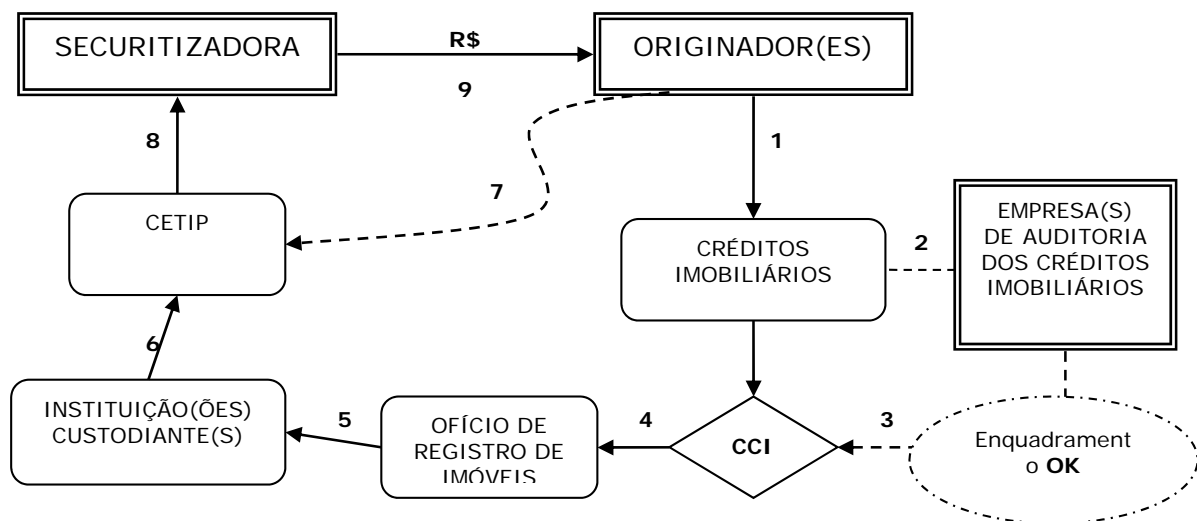 SECURITIZADORA
R$
ORIGINADOR(ES)
9
8
1
7
CETIP
EMPRESA(S)
DE AUDITORIA
DOS CRÉDITOS
IMOBILIÁRIOS
CRÉDITOS
IMOBILIÁRIOS
2
6
INSTITUIÇÃO(ÕES)
CUSTODIANTE(S)
5
OFÍCIO DE
REGISTRO DE
IMÓVEIS
4
CCI
3
Enquadrament
o OK